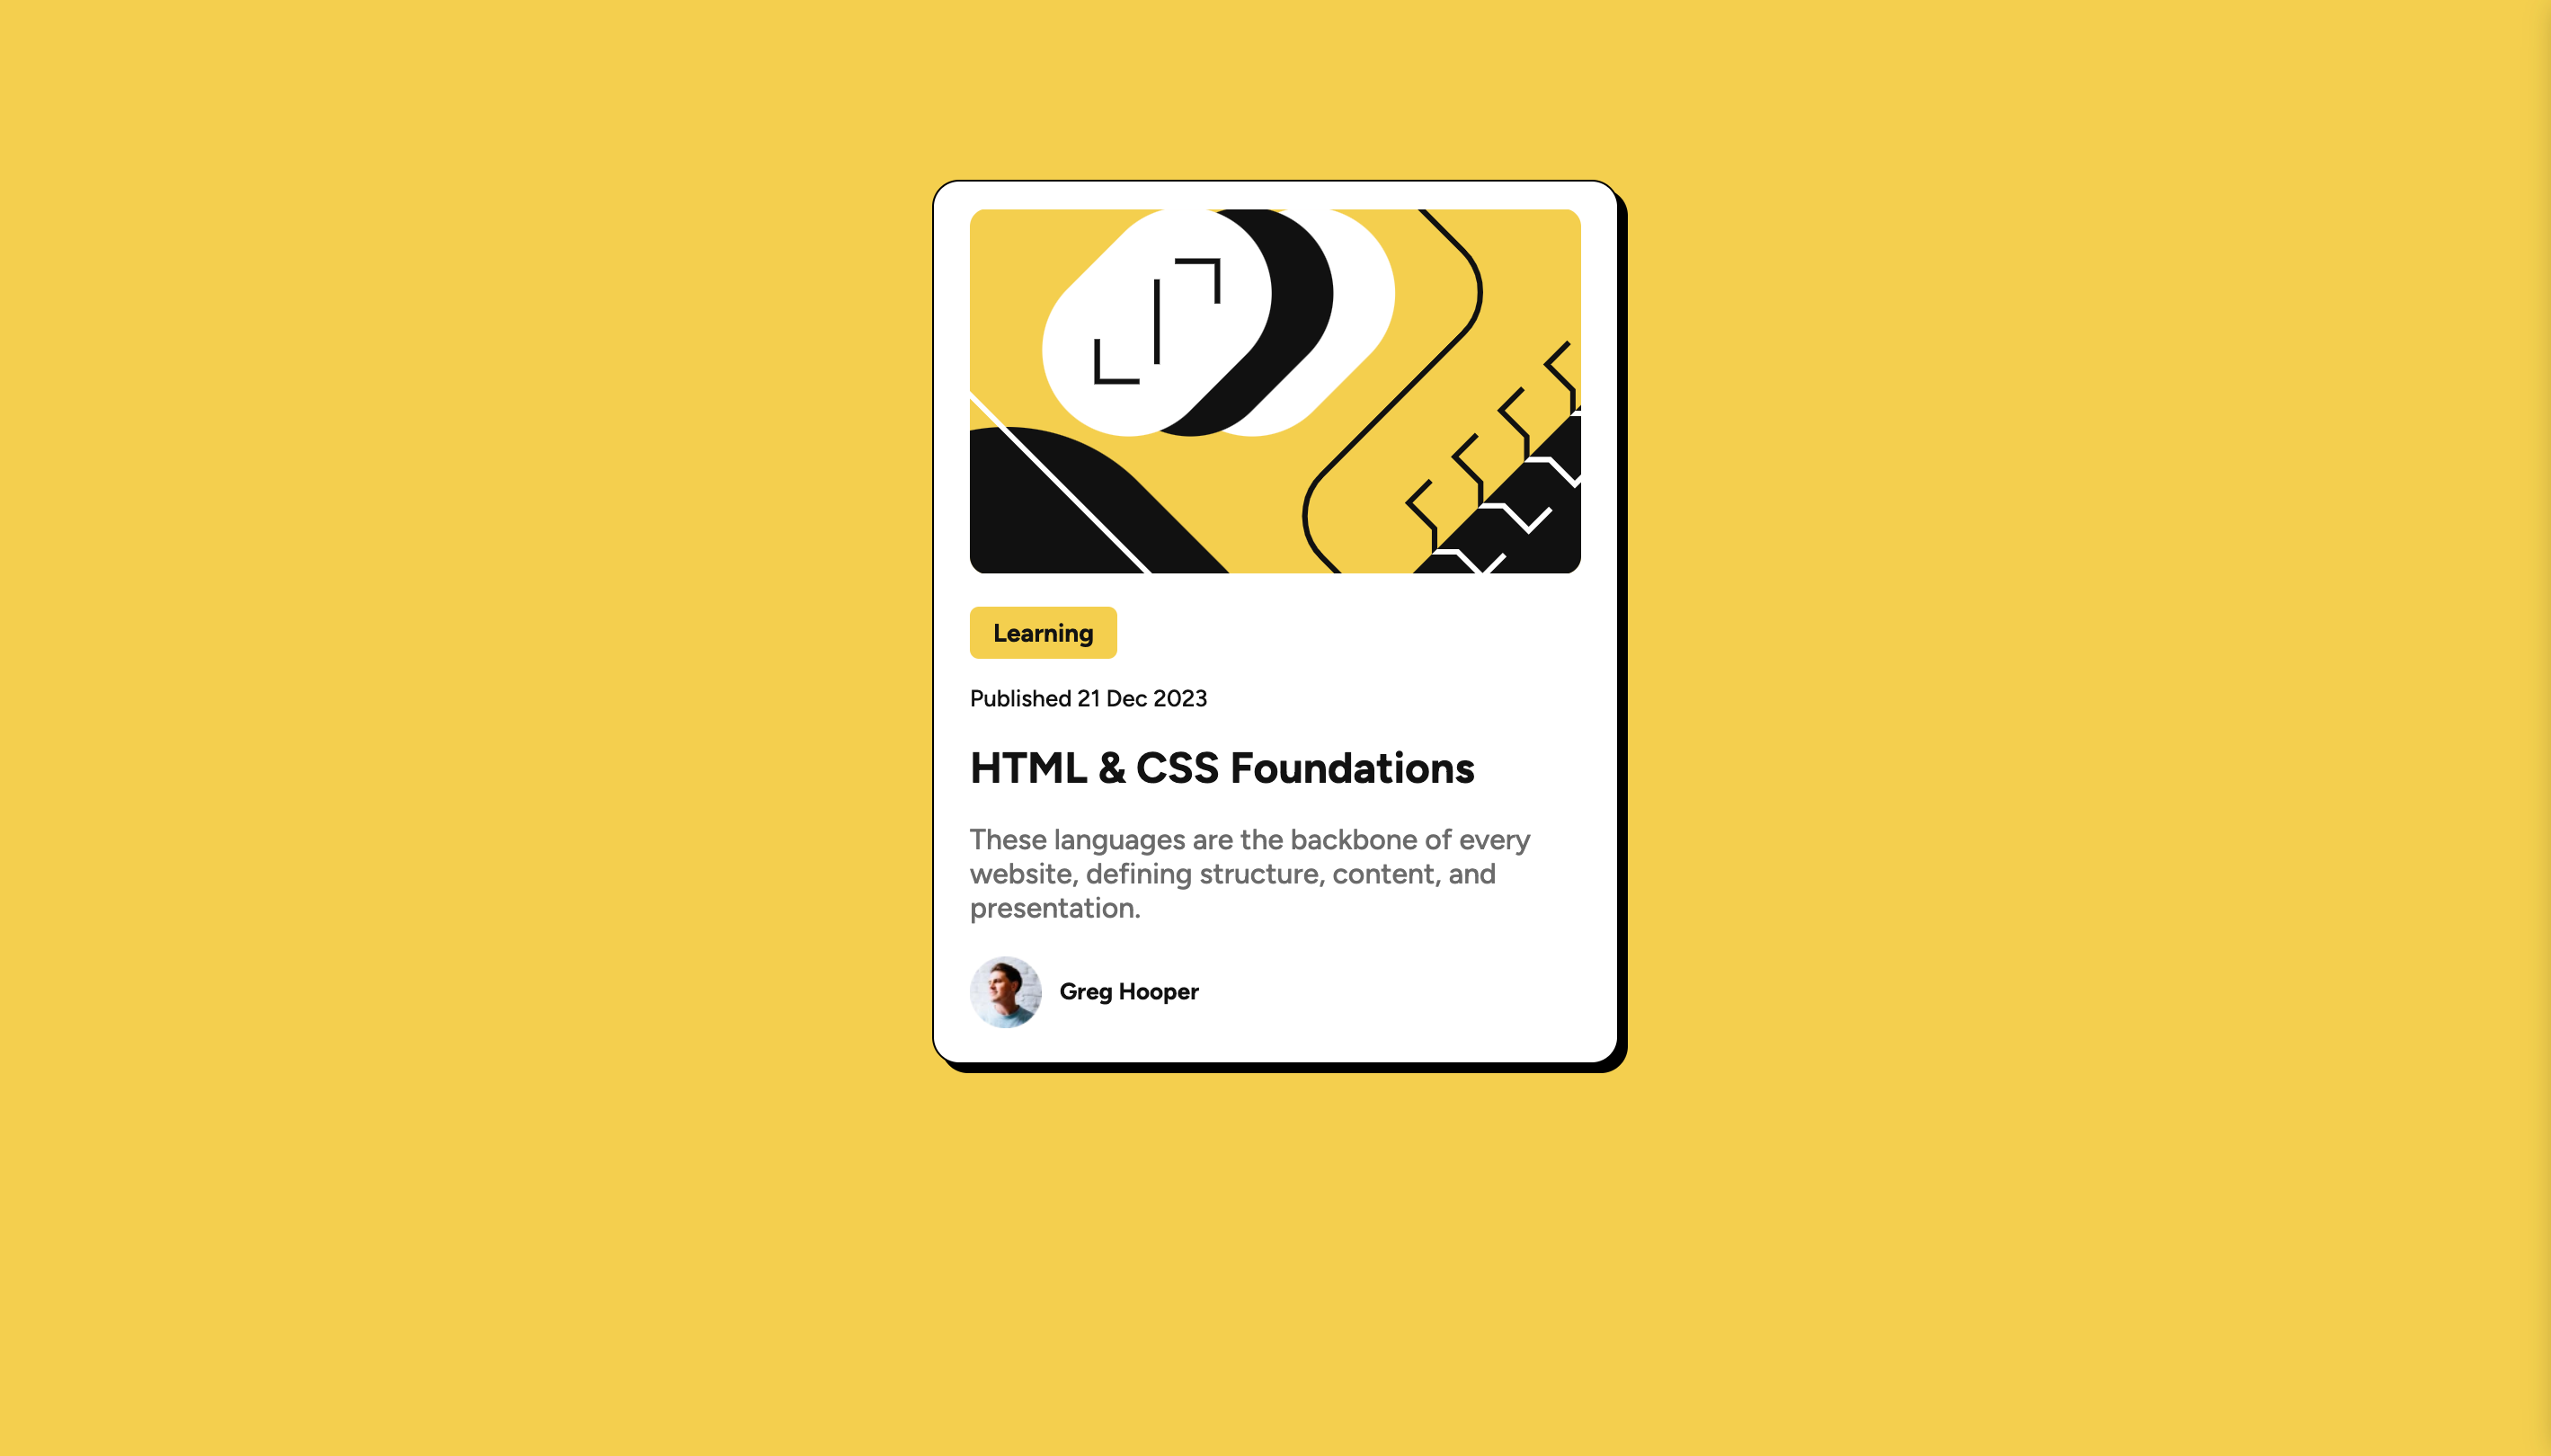 Learning
Published 21 Dec 2023
HTML & CSS Foundations
These languages are the backbone of every
website, defining structure, content, and
presentation.
Greg Hooper